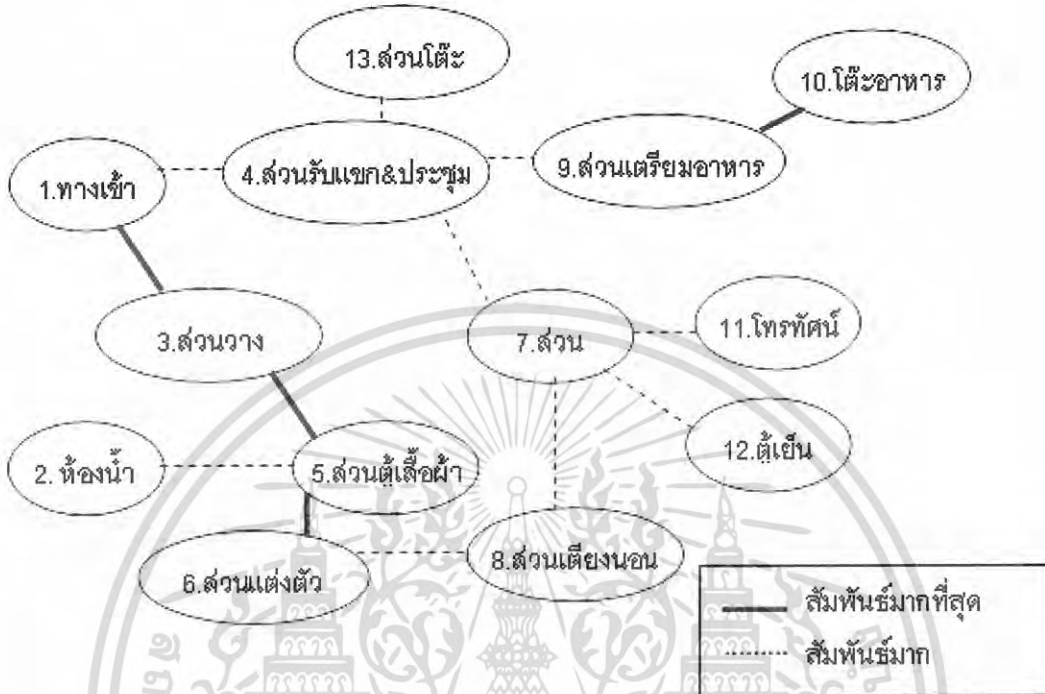 13.ส่วนโต๊ะ
10.โต๊ะอาหาร
1.ทางเข้า
4.ส่วนรับแขก&ประชุม
9.ส่วนเตรียมอาหาร
3.ส่วนวาง
7.ส่วน
11.โทรทัศน์
2. ห้องน้ำ
5.ส่วนตู้เสื้อผ้า
12.ตู้เย็น
6.ส่วนแต่งตัว
8.ส่วนเตียงนอน
สัมพันธ์มากที่สุด
สัมพันธ์มาก